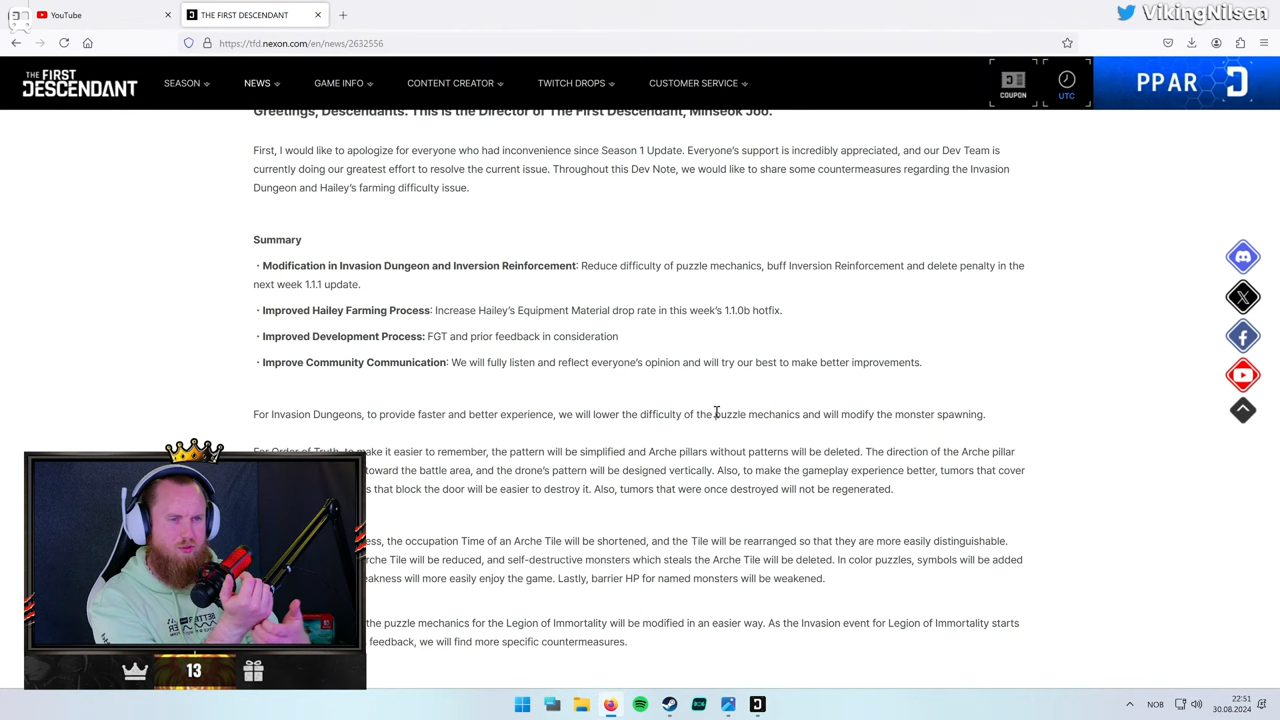 YouTube
THE FIRST DESCENDANT
VikingNilsen
https://tfd.nexon.com/en/news/2632556
THE FIRST
DESCENDANT
SEASON
NEWS
GAME INFO
CONTENT CREATOR
TWITCH DROPS
CUSTOMER SERVICE
COUPON
UTC
PPAR
Greetings, Descendants. This is the Director of The First Descendant, Minseok Joo.
First, I would like to apologize for everyone who had inconvenience since Season 1 Update. Everyone's support is incredibly appreciated, and our Dev Team is
currently doing our greatest effort to resolve the current issue. Throughout this Dev Note, we would like to share some countermeasures regarding the Invasion
Dungeon and Hailey's farming difficulty issue.
Summary
· Modification in Invasion Dungeon and Inversion Reinforcement: Reduce difficulty of puzzle mechanics, buff Inversion Reinforcement and delete penalty in the
next week 1.1.1 update.
· Improved Hailey Farming Process: Increase Hailey's Equipment Material drop rate in this week's 1.1.0b hotfix.
· Improved Development Process: FGT and prior feedback in consideration
· Improve Community Communication: We will fully listen and reflect everyone's opinion and will try our best to make better improvements.
For Invasion Dungeons, to provide faster and better experience, we will lower the difficulty of the puzzle mechanics and will modify the monster spawning.
For Order of Truth, to make it easier to remember, the pattern will be simplified and Arche pillars without patterns will be deleted. The direction of the Arche pillar
toward the battle area, and the drone's pattern will be designed vertically. Also, to make the gameplay experience better, tumors that cover
s that block the door will be easier to destroy it. Also, tumors that were once destroyed will not be regenerated.
ess, the occupation Time of an Arche Tile will be shortened, and the Tile will be rearranged so that they are more easily distinguishable.
rche Tile will be reduced, and self-destructive monsters which steals the Arche Tile will be deleted. In color puzzles, symbols will be added
eakness will more easily enjoy the game. Lastly, barrier HP for named monsters will be weakened.
the puzzle mechanics for the Legion of Immortality will be modified in an easier way. As the Invasion event for Legion of Immortality starts
feedback, we will find more specific countermeasures.
13
NOB
22:51
30.08.2024